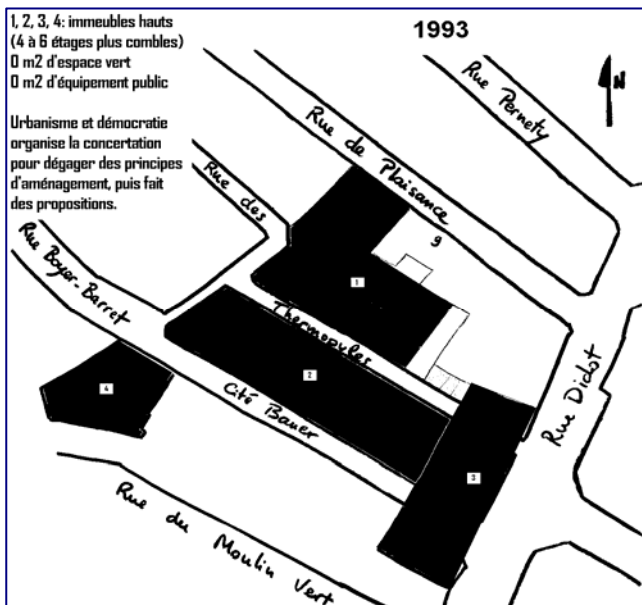 1, 2, 3, 4: immeubles hauts
(4 à 6 étages plus combles)
0 m2 d'espace vert
0 m2 d'équipement public
Urbanisme et démocratie
organise la concertation
pour dégager des principes
d'aménagement, puis fait
des propositions.
1993
N
Rue Pernety
Rue de Plaisance
Rue des
Thermopyles
Rue Boyer-Barret
Cité Bauer
Rue Didot
Rue du Moulin Vert
9
1
2
3
4